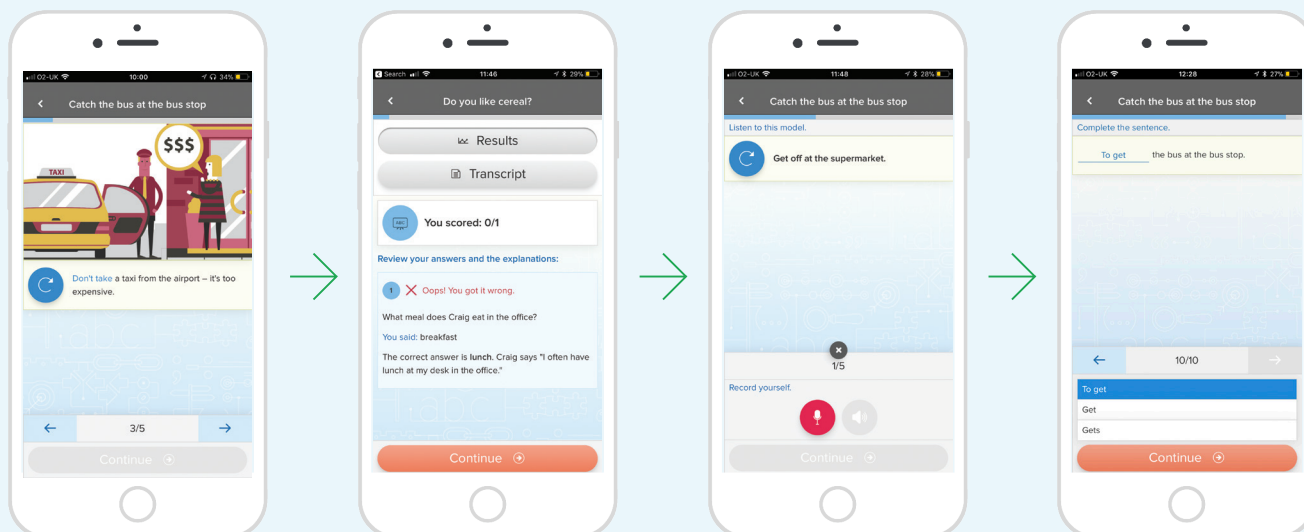 O2-UK 10:00 34%
Catch the bus at the bus stop
$$$
TAXI
Don't take a taxi from the airport – it's too
expensive.
3/5
Continue
Search 11:46 29%
Do you like cereal?
Results
Transcript
You scored: 0/1
Review your answers and the explanations:
1 Oops! You got it wrong.
What meal does Craig eat in the office?
You said: breakfast
The correct answer is lunch. Craig says "I often have
lunch at my desk in the office."
Continue
O2-UK 11:48 28%
Catch the bus at the bus stop
Listen to this model.
Get off at the supermarket.
1/5
Record yourself.
Continue
O2-UK 12:28 27%
Catch the bus at the bus stop
Complete the sentence.
To get the bus at the bus stop.
10/10
To get
Get
Gets
Continue